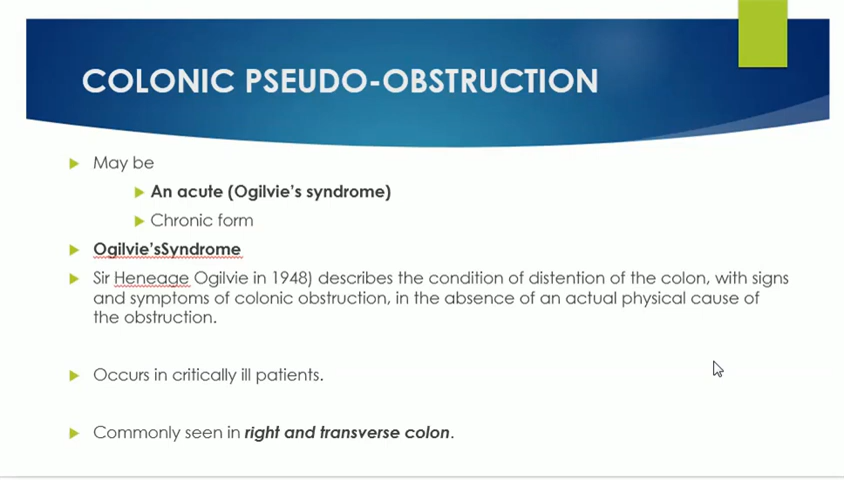 COLONIC PSEUDO-OBSTRUCTION
May be
An acute (Ogilvie's syndrome)
Chronic form
Ogilvie'sSyndrome
Sir Heneage Ogilvie in 1948) describes the condition of distention of the colon, with signs
and symptoms of colonic obstruction, in the absence of an actual physical cause of
the obstruction.
Occurs in critically ill patients.
Commonly seen in right and transverse colon.